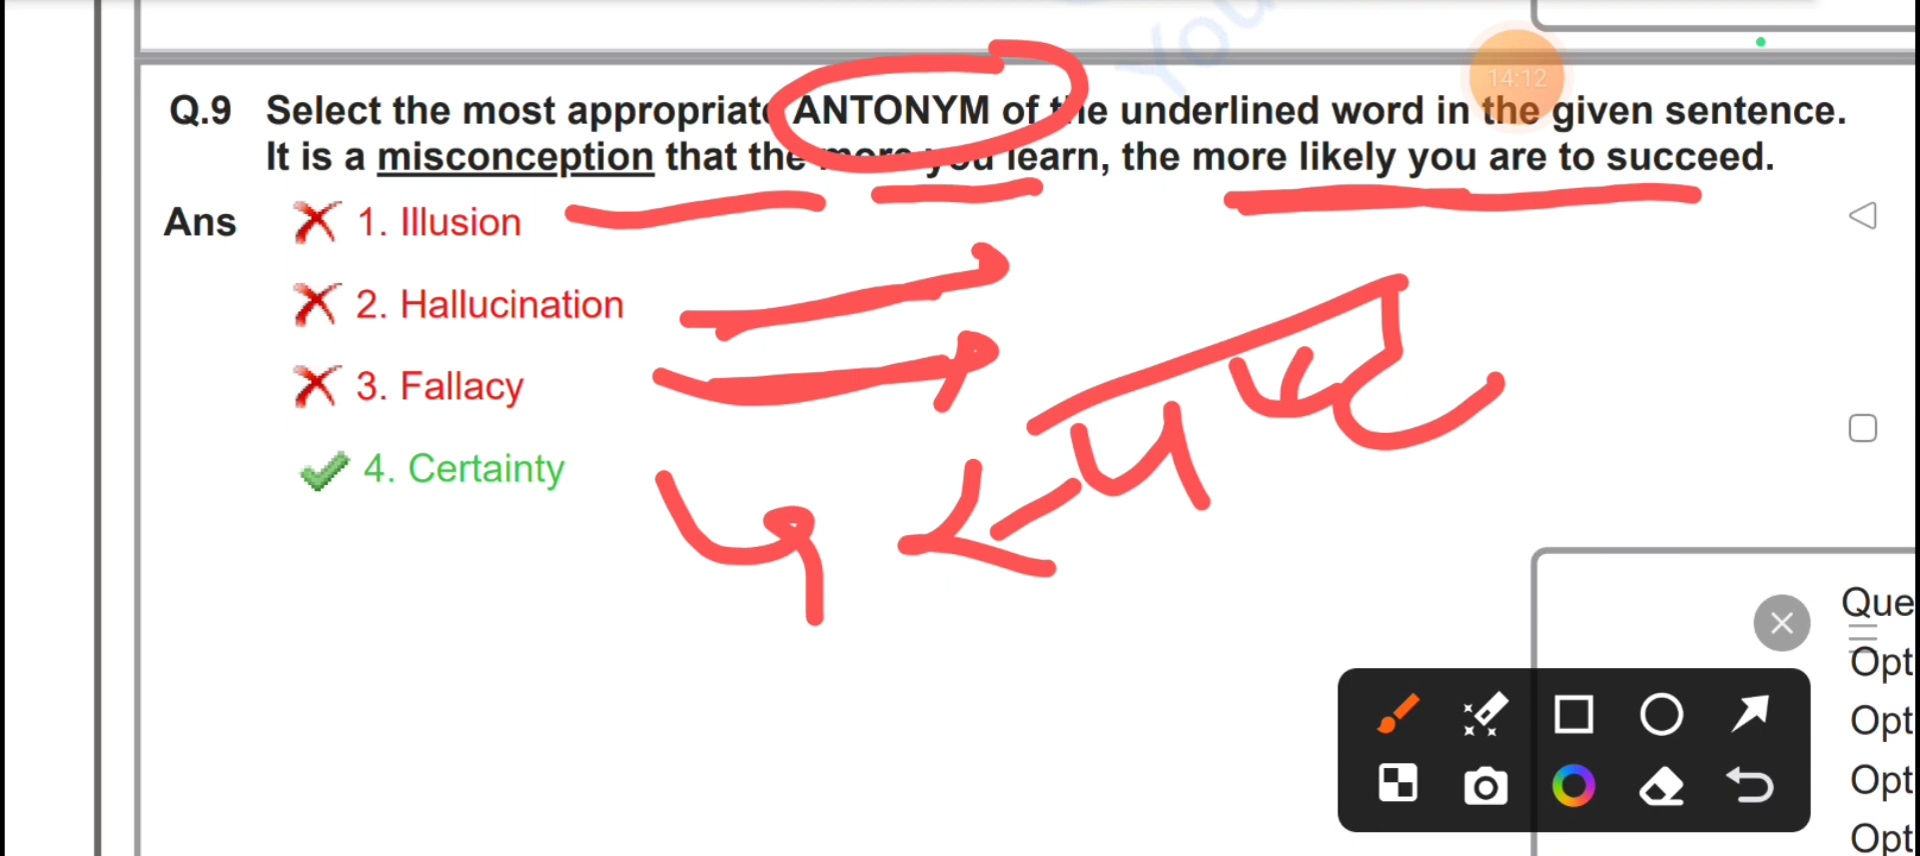 You
14:12
Q.9 Select the most appropriate ANTONYM of the underlined word in the given sentence.
It is a misconception that the more you learn, the more likely you are to succeed.
Ans 1. Illusion
2. Hallucination
3. Fallacy
4. Certainty
Que
Opt
Opt
Opt
Opt